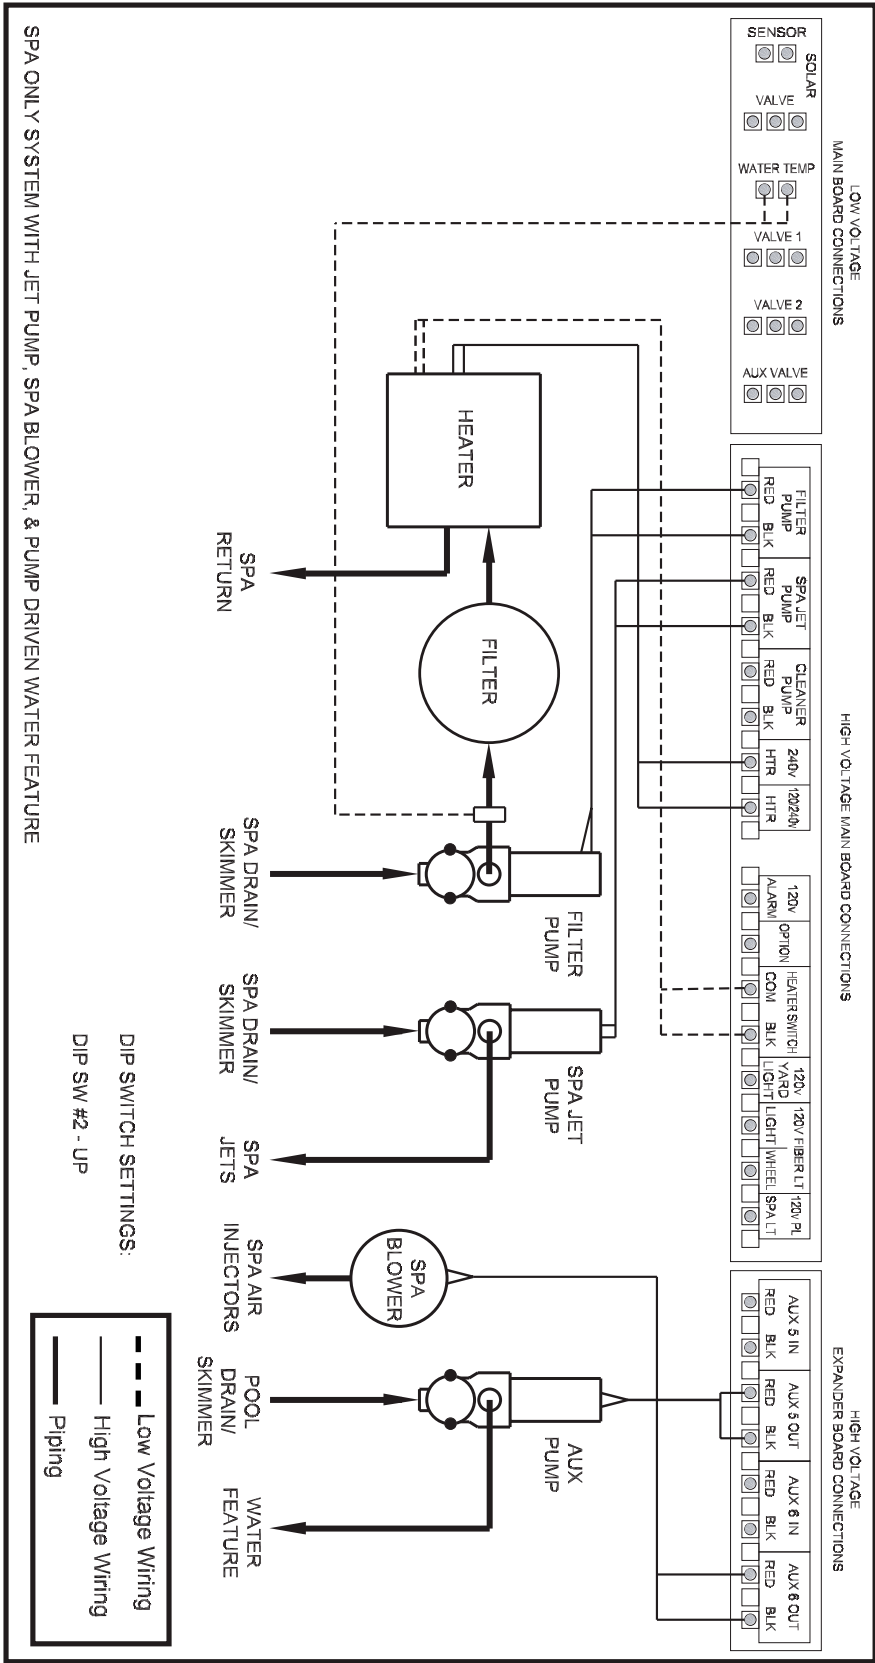 LOW VOLTAGE
MAIN BOARD CONNECTIONS
SOLAR
SENSOR
VALVE
WATER TEMP
VALVE 1
VALVE 2
AUX VALVE
HIGH VOLTAGE MAIN BOARD CONNECTIONS
FILTER
PUMP
RED BLK
SPA JET
PUMP
RED BLK
CLEANER
PUMP
RED BLK
240v
HTR
120/240v
HTR
120v
ALARM
OPTION
HEATER SWITCH
COM BLK
120v
YARD
LIGHT
120V FIBER LT
LIGHT WHEEL
120v PL
SPA LT
HIGH VOLTAGE
EXPANDER BOARD CONNECTIONS
AUX 5 IN
RED BLK
AUX 5 OUT
RED BLK
AUX 6 IN
RED BLK
AUX 6 OUT
RED BLK
HEATER
FILTER
FILTER
PUMP
SPA JET
PUMP
SPA
BLOWER
AUX
PUMP
SPA
RETURN
SPA DRAIN/
SKIMMER
SPA DRAIN/
SKIMMER
SPA
JETS
SPA AIR
INJECTORS
POOL
DRAIN/
SKIMMER
WATER
FEATURE
DIP SWITCH SETTINGS:
DIP SW #2 - UP
Low Voltage Wiring
High Voltage Wiring
Piping
SPA ONLY SYSTEM WITH JET PUMP, SPA BLOWER, & PUMP DRIVEN WATER FEATURE